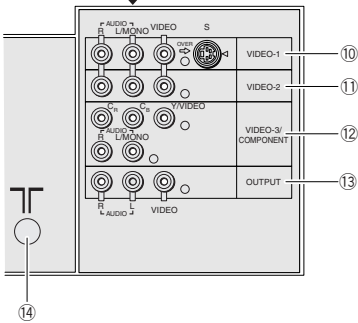 AUDIO
R L/MONO VIDEO S
OVER
VIDEO-1 ⑩
VIDEO-2 ⑪
CR CB Y/VIDEO
AUDIO
R L/MONO
VIDEO-3/
COMPONENT ⑫
OUTPUT ⑬
R L VIDEO
AUDIO
⑭